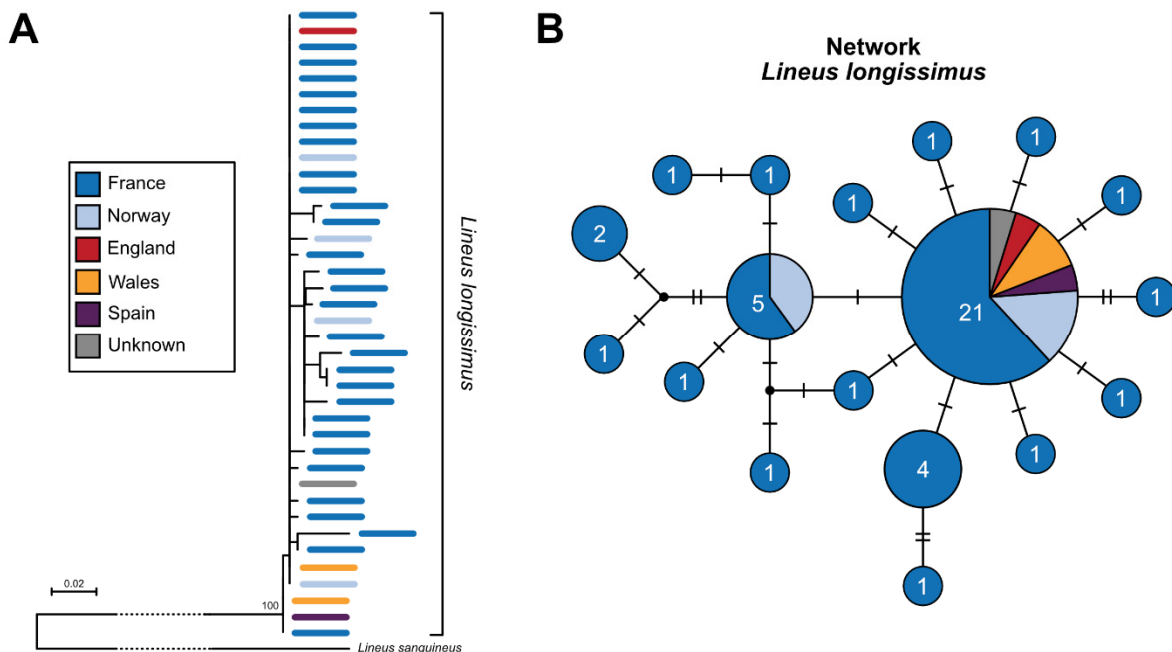 A
France
Norway
England
Wales
Spain
Unknown
Lineus longissimus
0.02
100
Lineus sanguineus
B
Network
Lineus longissimus
1
1
1
1
1
1
2
1
5
21
1
1
1
1
1
1
4
1
1